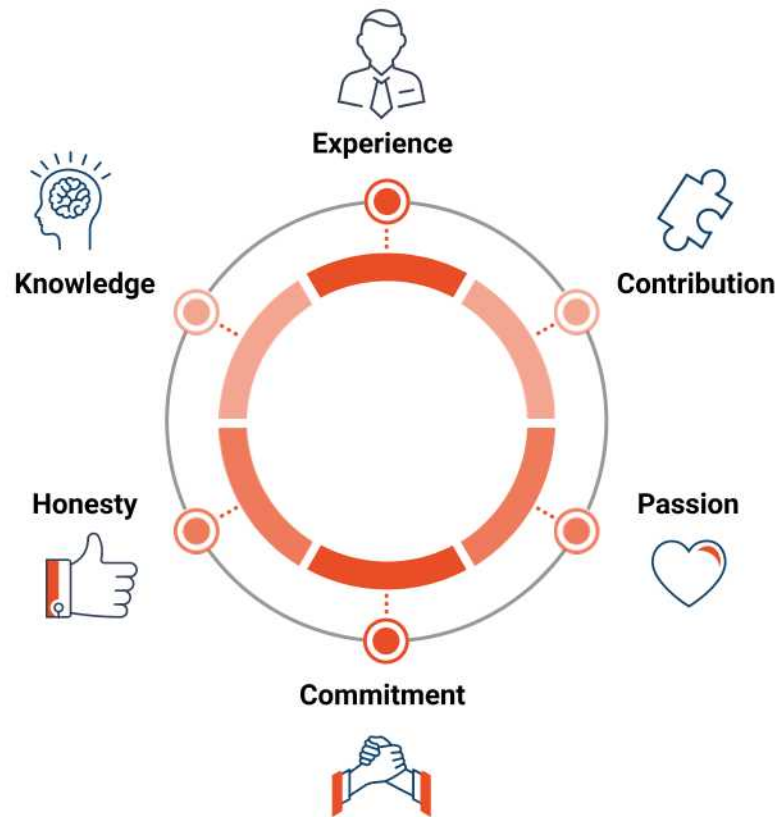 Experience
Knowledge
Contribution
Honesty
Passion
Commitment